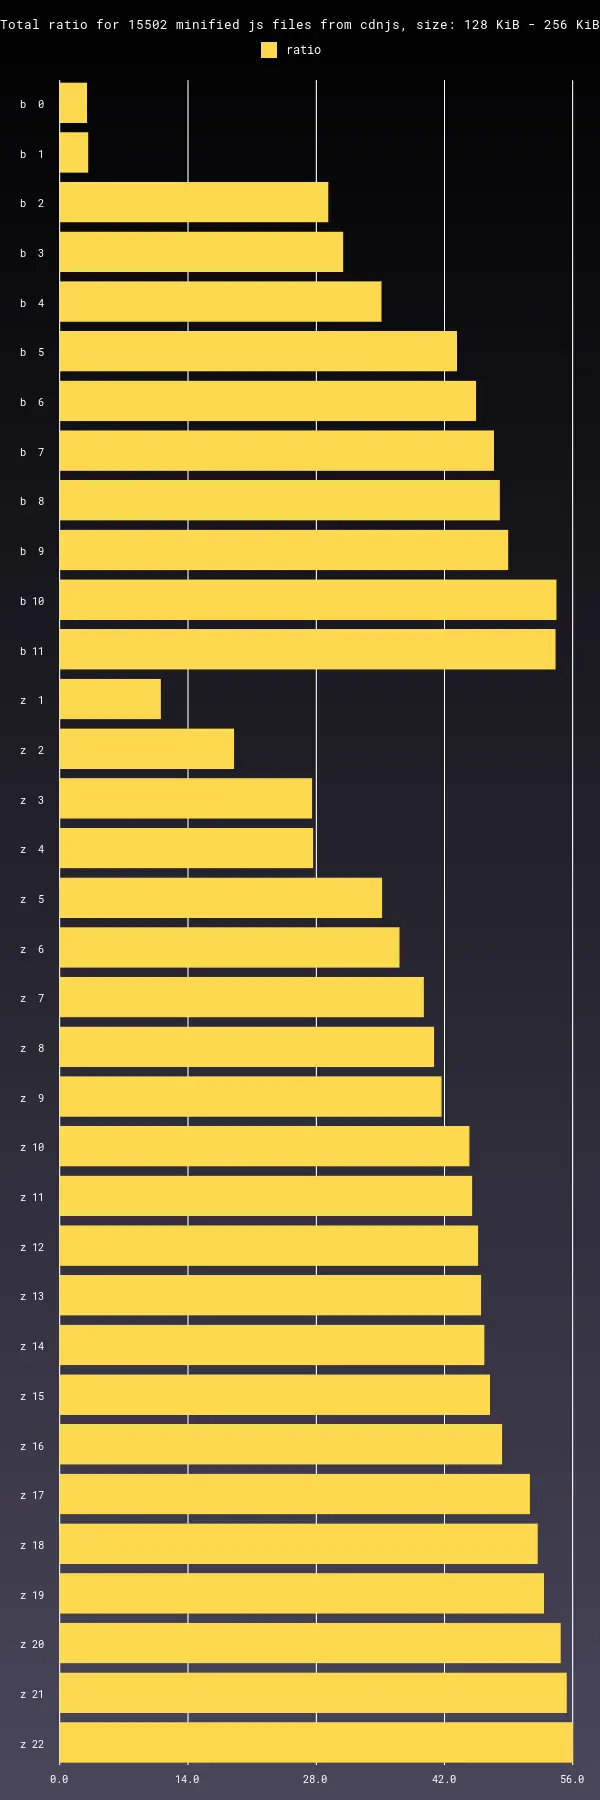 Total ratio for 15502 minified js files from cdnjs, size: 128 KiB - 256 KiB
ratio
b 0
b 1
b 2
b 3
b 4
b 5
b 6
b 7
b 8
b 9
b 10
b 11
z 1
z 2
z 3
z 4
z 5
z 6
z 7
z 8
z 9
z 10
z 11
z 12
z 13
z 14
z 15
z 16
z 17
z 18
z 19
z 20
z 21
z 22
0.0 14.0 28.0 42.0 56.0